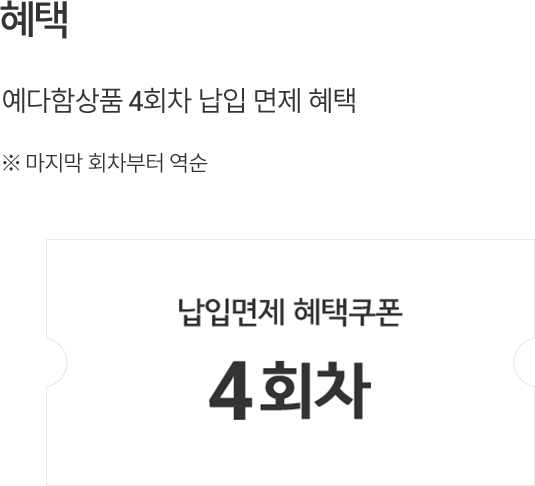 혜택
예다함상품 4회차 납입 면제 혜택
※ 마지막 회차부터 역순
납입면제 혜택쿠폰
4회차